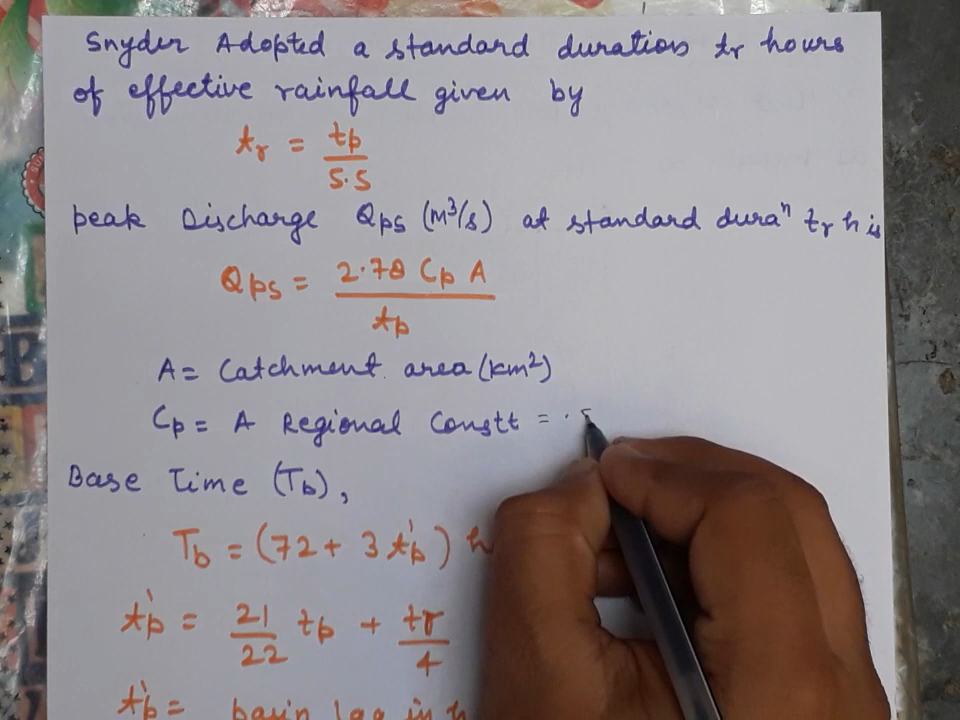 Snyder Adopted a standard duration tr hours
of effective rainfall given by
tr = tp / 5.5
peak Discharge Qps (m³/s) at standard duraⁿ tr h is
Qps = 2.78 Cp A / tp
A = Catchment area (km²)
Cp = A Regional Constt = .5
Base Time (Tb),
Tb = (72 + 3 t'p) h
t'p = 21/22 tp + tr/4
t'p = basin lag in h